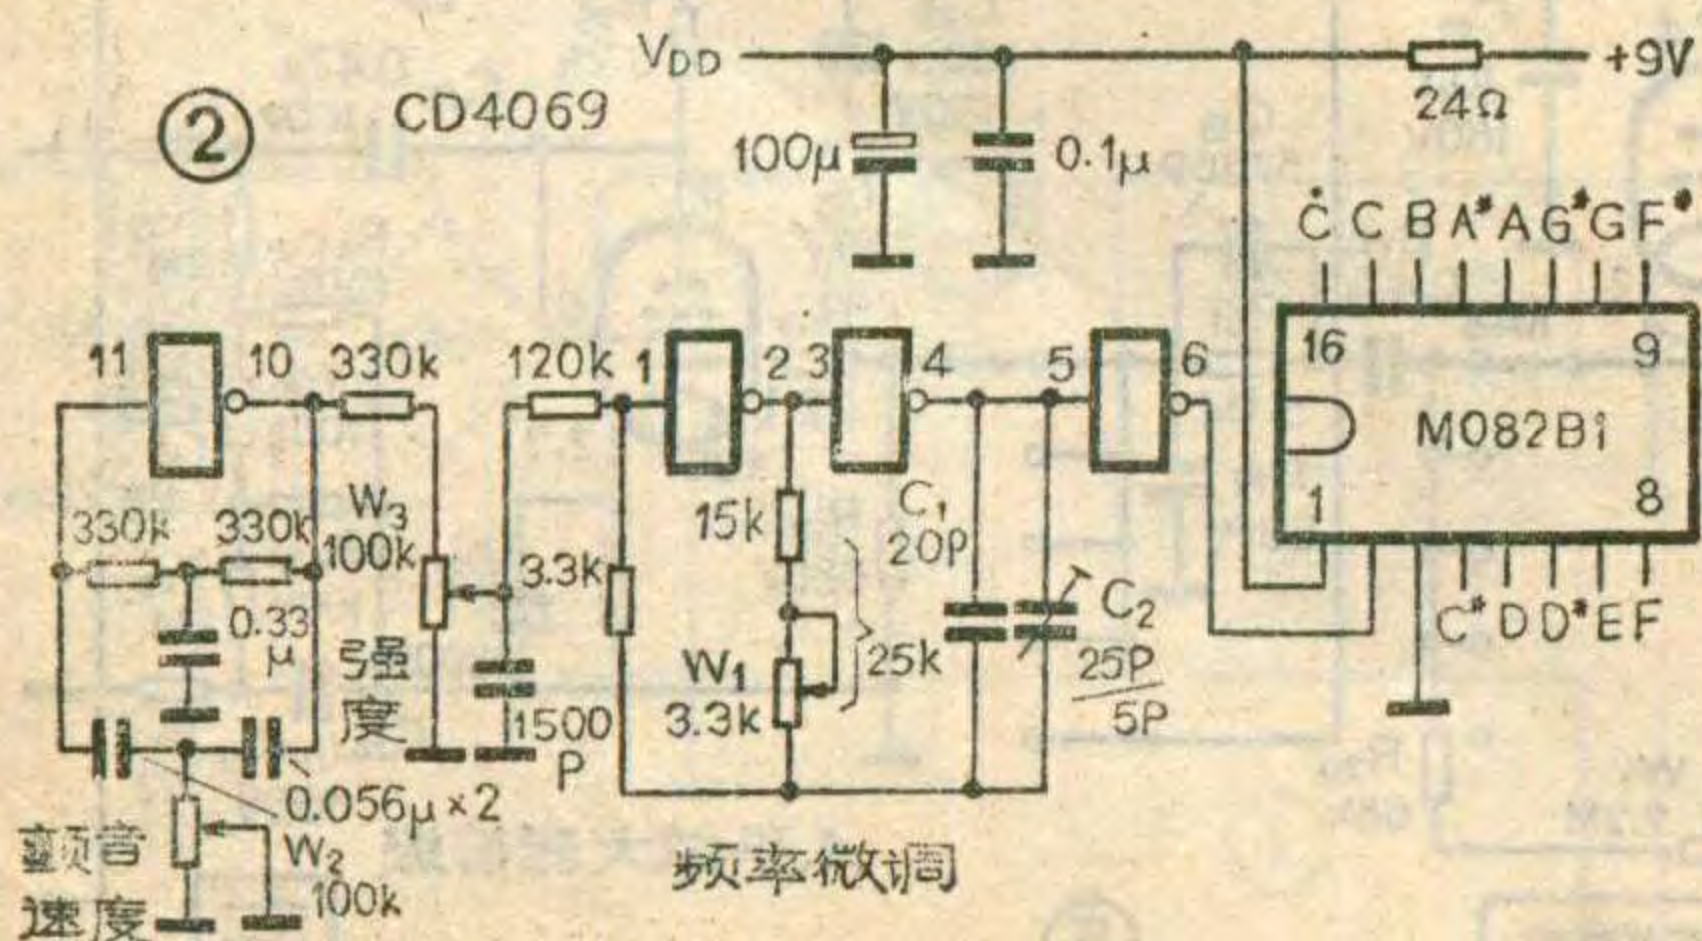 ②
CD4069
VDD
+9V
24Ω
100μ
0.1μ
Ċ C B A# A G# G F#
16
9
M082B1
1
8
C# D D# E F
11
10
330k
120k
1
2
3
4
5
6
330k
330k
W3
100k
0.33
μ
强
度
1500
P
3.3k
15k
W1
3.3k
25k
C1
20P
C2
25P
5P
0.056μ×2
W2
100k
颤音
速度
频率微调